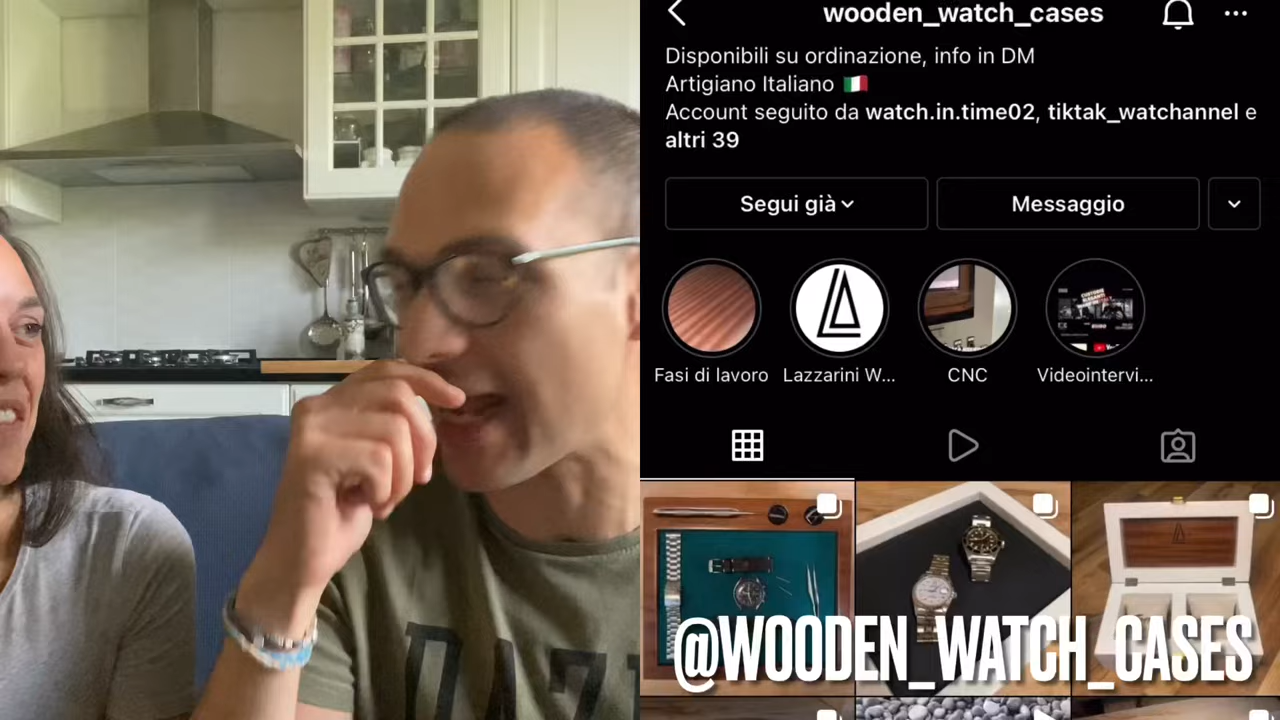 wooden_watch_cases
Disponibili su ordinazione, info in DM
Artigiano Italiano 🇮🇹
Account seguito da watch.in.time02, tiktak_watchannel e
altri 39
Segui già
Messaggio
Fasi di lavoro
Lazzarini W...
CNC
Videointervi...
@WOODEN_WATCH_CASES